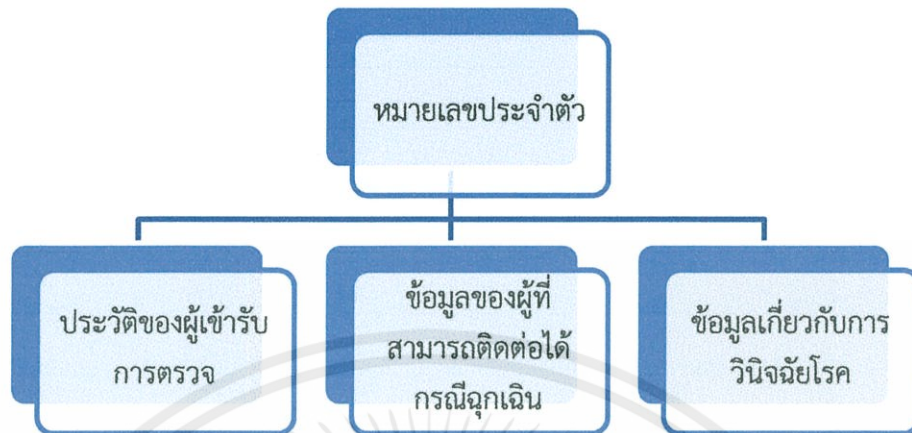 หมายเลขประจำตัว
ประวัติของผู้เข้ารับ
การตรวจ
ข้อมูลของผู้ที่
สามารถติดต่อได้
กรณีฉุกเฉิน
ข้อมูลเกี่ยวกับการ
วินิจฉัยโรค